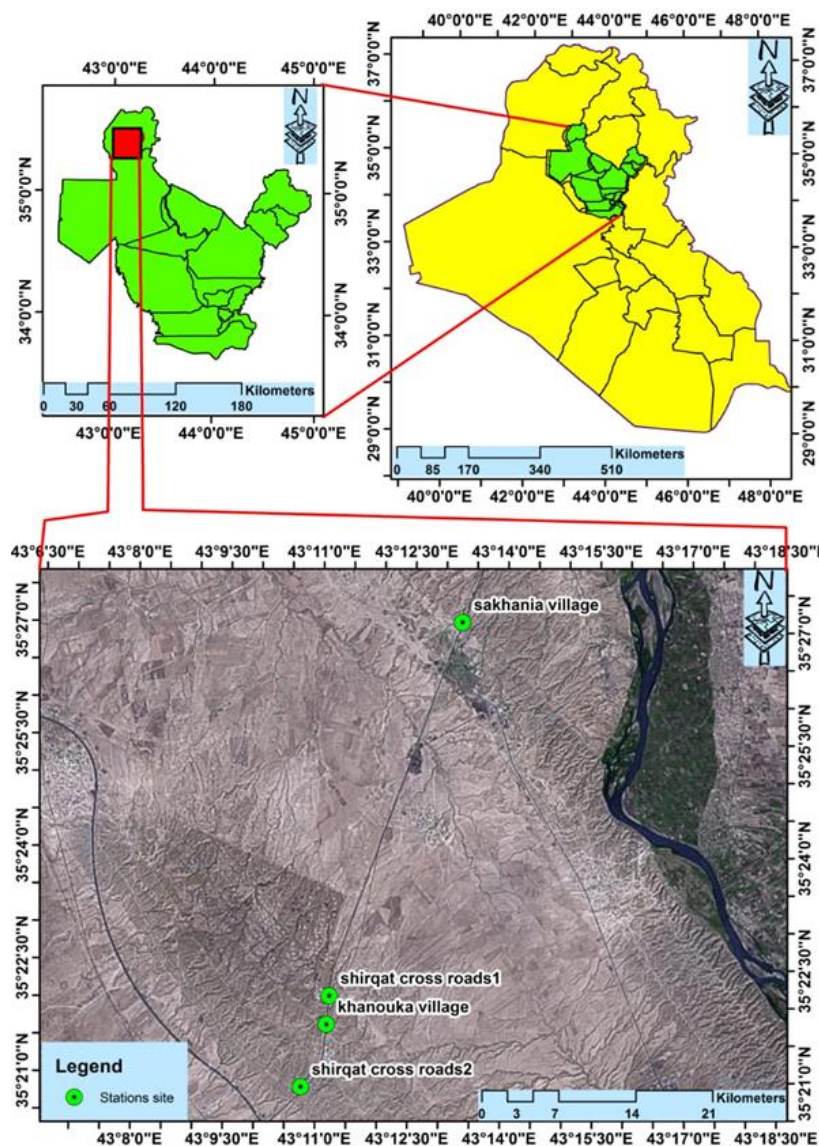 43°0'0"E 44°0'0"E 45°0'0"E
N
35°0'0"N
34°0'0"N
35°0'0"N
34°0'0"N
Kilometers
0 30 60 120 180
43°0'0"E 44°0'0"E 45°0'0"E
40°0'0"E 42°0'0"E 44°0'0"E 46°0'0"E 48°0'0"E
N
37°0'0"N
35°0'0"N
33°0'0"N
31°0'0"N
29°0'0"N
37°0'0"N
35°0'0"N
33°0'0"N
31°0'0"N
29°0'0"N
Kilometers
0 85 170 340 510
40°0'0"E 42°0'0"E 44°0'0"E 46°0'0"E 48°0'0"E
43°6'30"E 43°8'0"E 43°9'30"E 43°11'0"E 43°12'30"E 43°14'0"E 43°15'30"E 43°17'0"E 43°18'30"E
N
35°27'0"N
35°25'30"N
35°24'0"N
35°22'30"N
35°21'0"N
35°27'0"N
35°25'30"N
35°24'0"N
35°22'30"N
35°21'0"N
sakhania village
shirqat cross roads1
khanouka village
shirqat cross roads2
Legend
Stations site
Kilometers
0 3 7 14 21
43°8'0"E 43°9'30"E 43°11'0"E 43°12'30"E 43°14'0"E 43°15'30"E 43°17'0"E 43°18'30"E